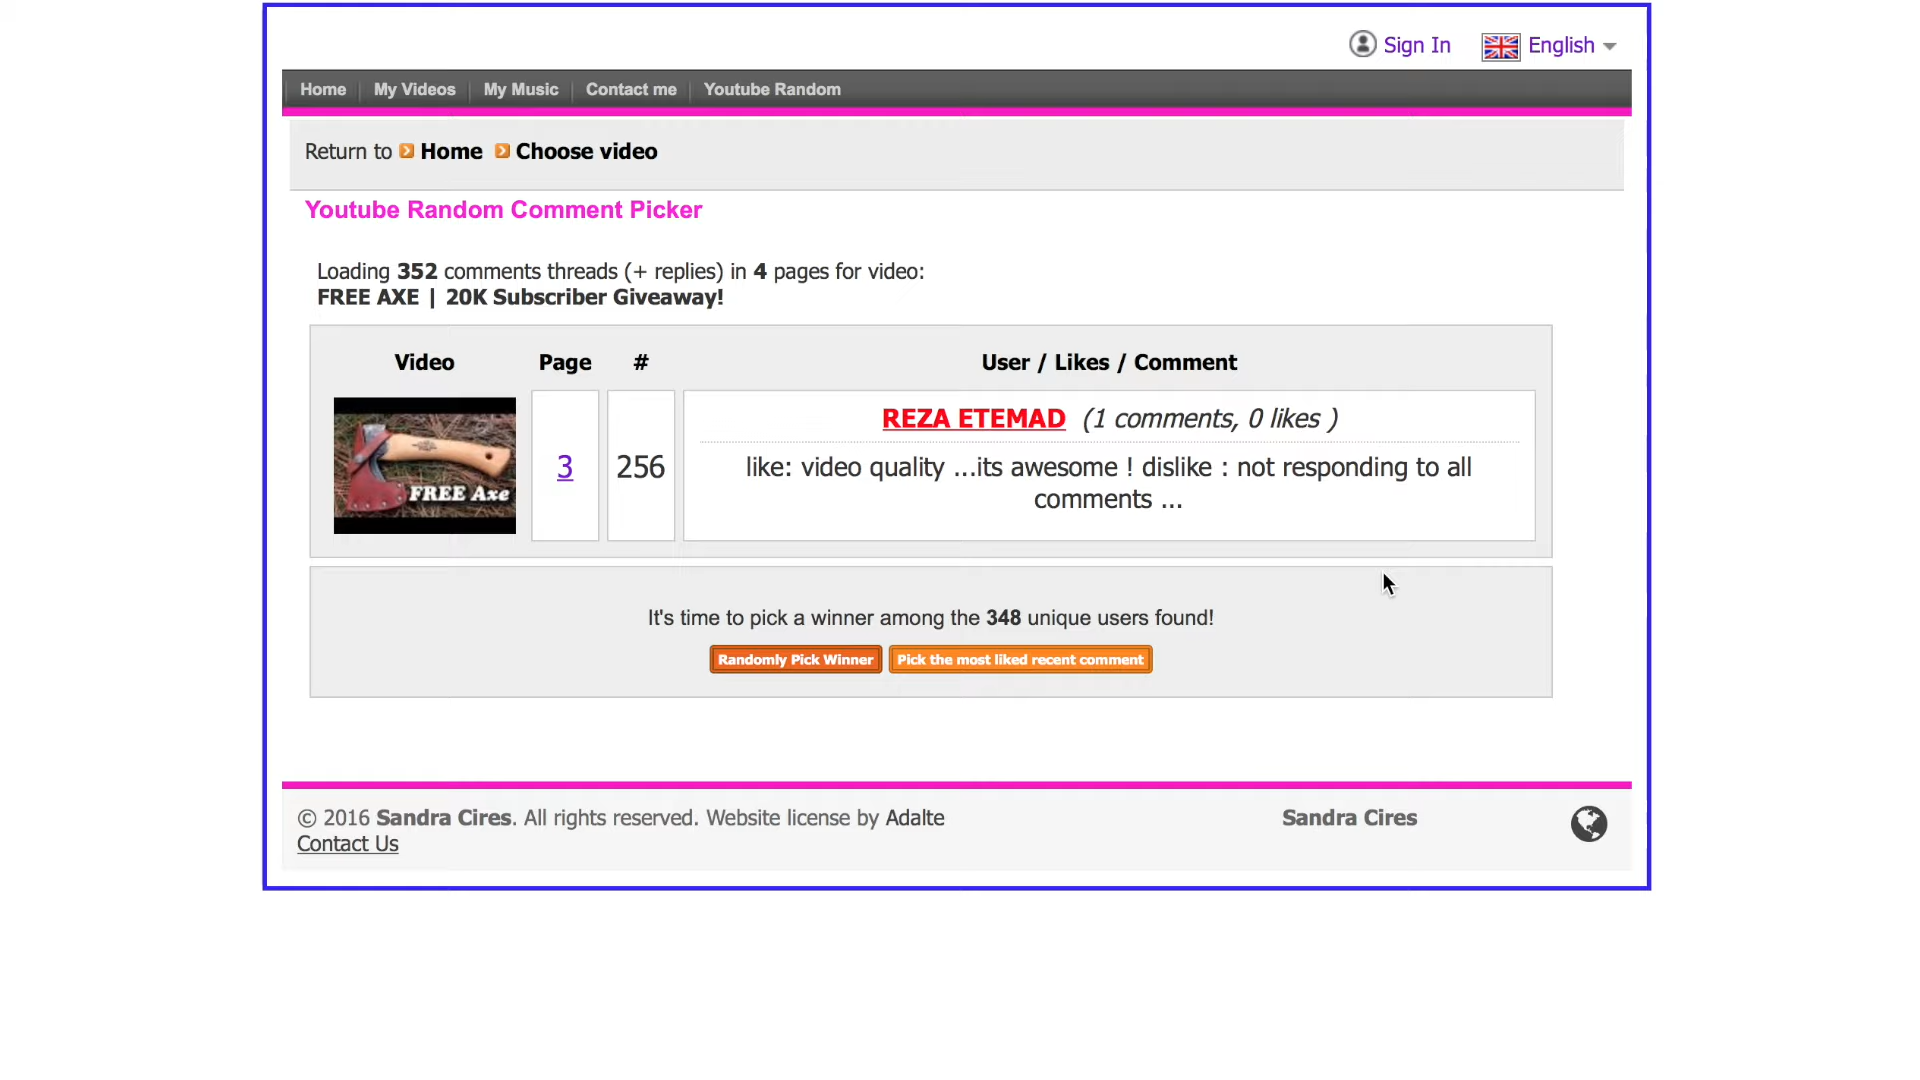 Sign In English
Home My Videos My Music Contact me Youtube Random
Return to Home Choose video
Youtube Random Comment Picker
Loading 352 comments threads (+ replies) in 4 pages for video:
FREE AXE | 20K Subscriber Giveaway!
Video Page # User / Likes / Comment
REZA ETEMAD (1 comments, 0 likes )
FREE Axe
3
256
like: video quality ...its awesome ! dislike : not responding to all
comments ...
It's time to pick a winner among the 348 unique users found!
Randomly Pick Winner Pick the most liked recent comment
© 2016 Sandra Cires. All rights reserved. Website license by Adalte
Contact Us
Sandra Cires